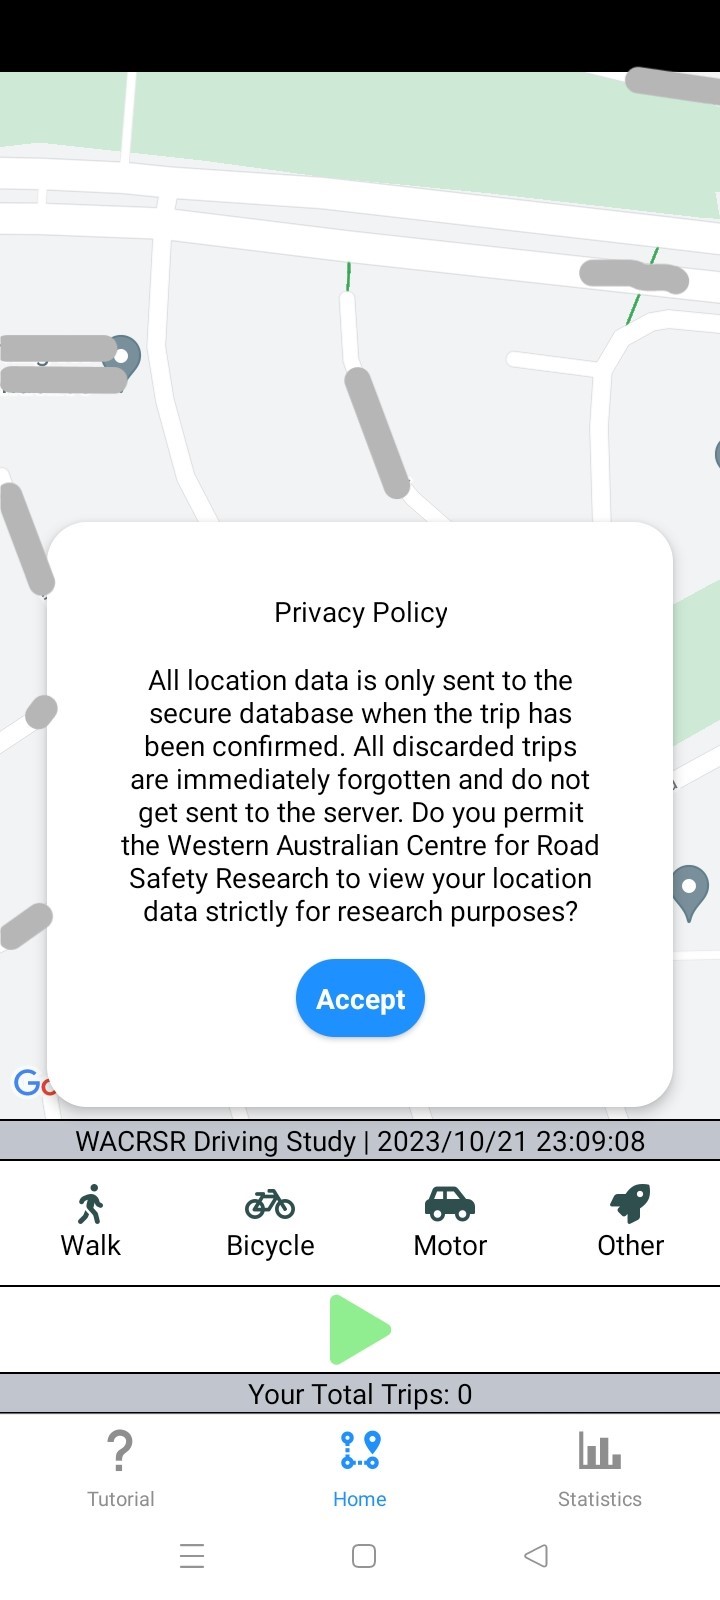 Privacy Policy
All location data is only sent to the
secure database when the trip has
been confirmed. All discarded trips
are immediately forgotten and do not
get sent to the server. Do you permit
the Western Australian Centre for Road
Safety Research to view your location
data strictly for research purposes?
Accept
Go
WACRSR Driving Study | 2023/10/21 23:09:08
Walk Bicycle Motor Other
Your Total Trips: 0
Tutorial Home Statistics